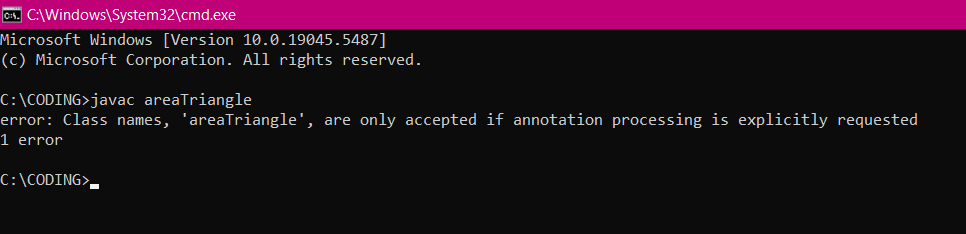 C:\Windows\System32\cmd.exe
Microsoft Windows [Version 10.0.19045.5487]
(c) Microsoft Corporation. All rights reserved.
C:\CODING>javac areaTriangle
error: Class names, 'areaTriangle', are only accepted if annotation processing is explicitly requested
1 error
C:\CODING>